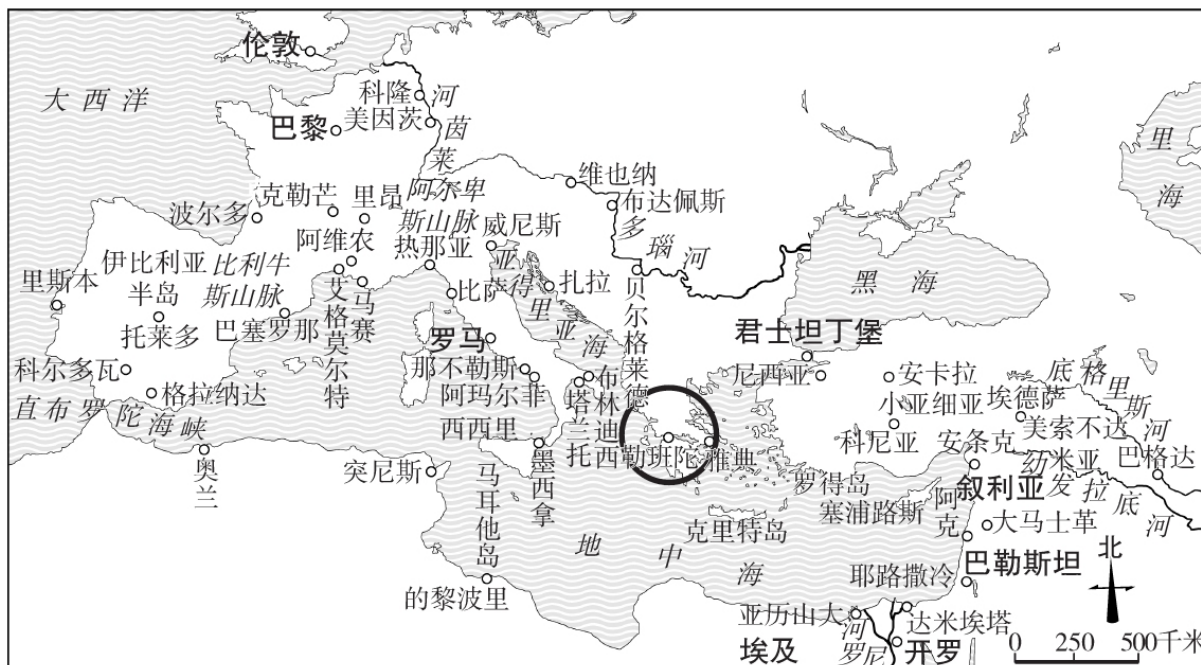 伦敦
大西洋
科隆
美因茨
巴黎
莱茵河
维也纳
布达佩斯
多瑙河
阿尔卑斯山脉
克勒芒
里昂
波尔多
威尼斯
阿维农
热那亚
里海
黑海
伊比利亚半岛
比利牛斯山脉
里斯本
托莱多
巴塞罗那
艾格莫尔特
马赛
比萨
扎拉
亚得里亚海
贝尔格莱德
罗马
君士坦丁堡
科尔多瓦
格拉纳达
直布罗陀海峡
那不勒斯
阿玛尔菲
布林迪
塔兰托
尼西亚
安卡拉
小亚细亚
底格里斯河
埃德萨
美索不达米亚
科尼亚
安条克
巴格达
幼发拉底河
西西里
西勒班陀
雅典
奥兰
突尼斯
马耳他岛
墨西拿
罗得岛
塞浦路斯
叙利亚
阿克
大马士革
克里特岛
地中海
巴勒斯坦
耶路撒冷
北
的黎波里
亚历山大
达米埃塔
尼罗河
埃及
开罗
0 250 500千米